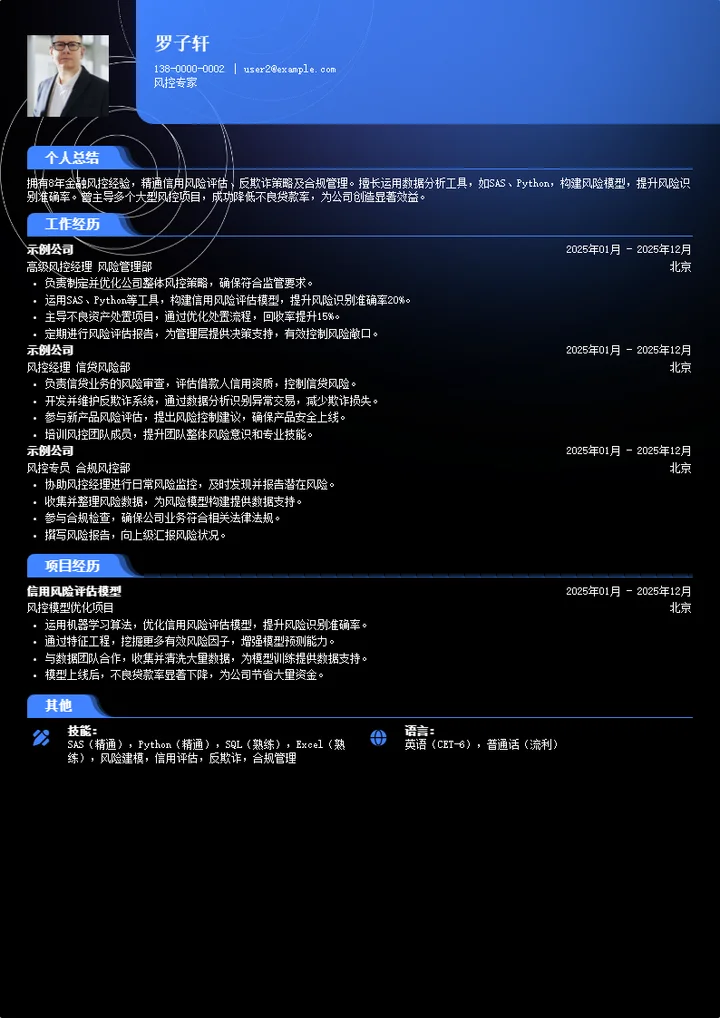 罗子轩
138-0000-0002 | user2@example.com
风控专家
个人总结
拥有8年金融风控经验，精通信用风险评估、反欺诈策略及合规管理。擅长运用数据分析工具，如SAS、Python，构建风险模型，提升风险识
别准确率。曾主导多个大型风控项目，成功降低不良贷款率，为公司创造显著效益。
工作经历
示创公司 2025年01月 - 2025年12月
高级风控经理 风险管理部 北京
• 负责制定并优化公司整体风控策略，确保符合监管要求。
• 运用SAS、Python等工具，构建信用风险评估模型，提升风险识别准确率20%。
• 主导不良资产处置项目，通过优化处置流程，回收率提升15%。
• 定期进行风险评估报告，为管理层提供决策支持，有效控制风险敞口。
示创公司 2025年01月 - 2025年12月
风控经理 信贷风险部 北京
• 负责信贷业务的风险审查，评估借款人信用资质，控制信贷风险。
• 开发并维护反欺诈系统，通过数据分析识别异常交易，减少欺诈损失。
• 参与新产品风险评估，提出风险控制建议，确保产品安全上线。
• 培训风控团队成员，提升团队整体风险意识和专业技能。
示创公司 2025年01月 - 2025年12月
风控专员 合规风控部 北京
• 协助风控经理进行日常风险监控，及时发现并报告潜在风险。
• 收集并整理风险数据，为风险模型构建提供数据支持。
• 参与合规检查，确保公司业务符合相关法律法规。
• 撰写风险报告，向上级汇报风险状况。
项目经历
信用风险评估模型 2025年01月 - 2025年12月
风控模型优化项目 北京
• 运用机器学习算法，优化信用风险评估模型，提升风险识别准确率。
• 通过特征工程，挖掘更多有效风险因子，增强模型预测能力。
• 与数据团队合作，收集并清洗大量数据，为模型训练提供数据支持。
• 模型上线后，不良贷款率显著下降，为公司节省大量资金。
其他
技能：
SAS（精通），Python（精通），SQL（熟练），Excel（熟
练），风险建模，信用评估，反欺诈，合规管理
语言：
英语（CET-6），普通话（流利）